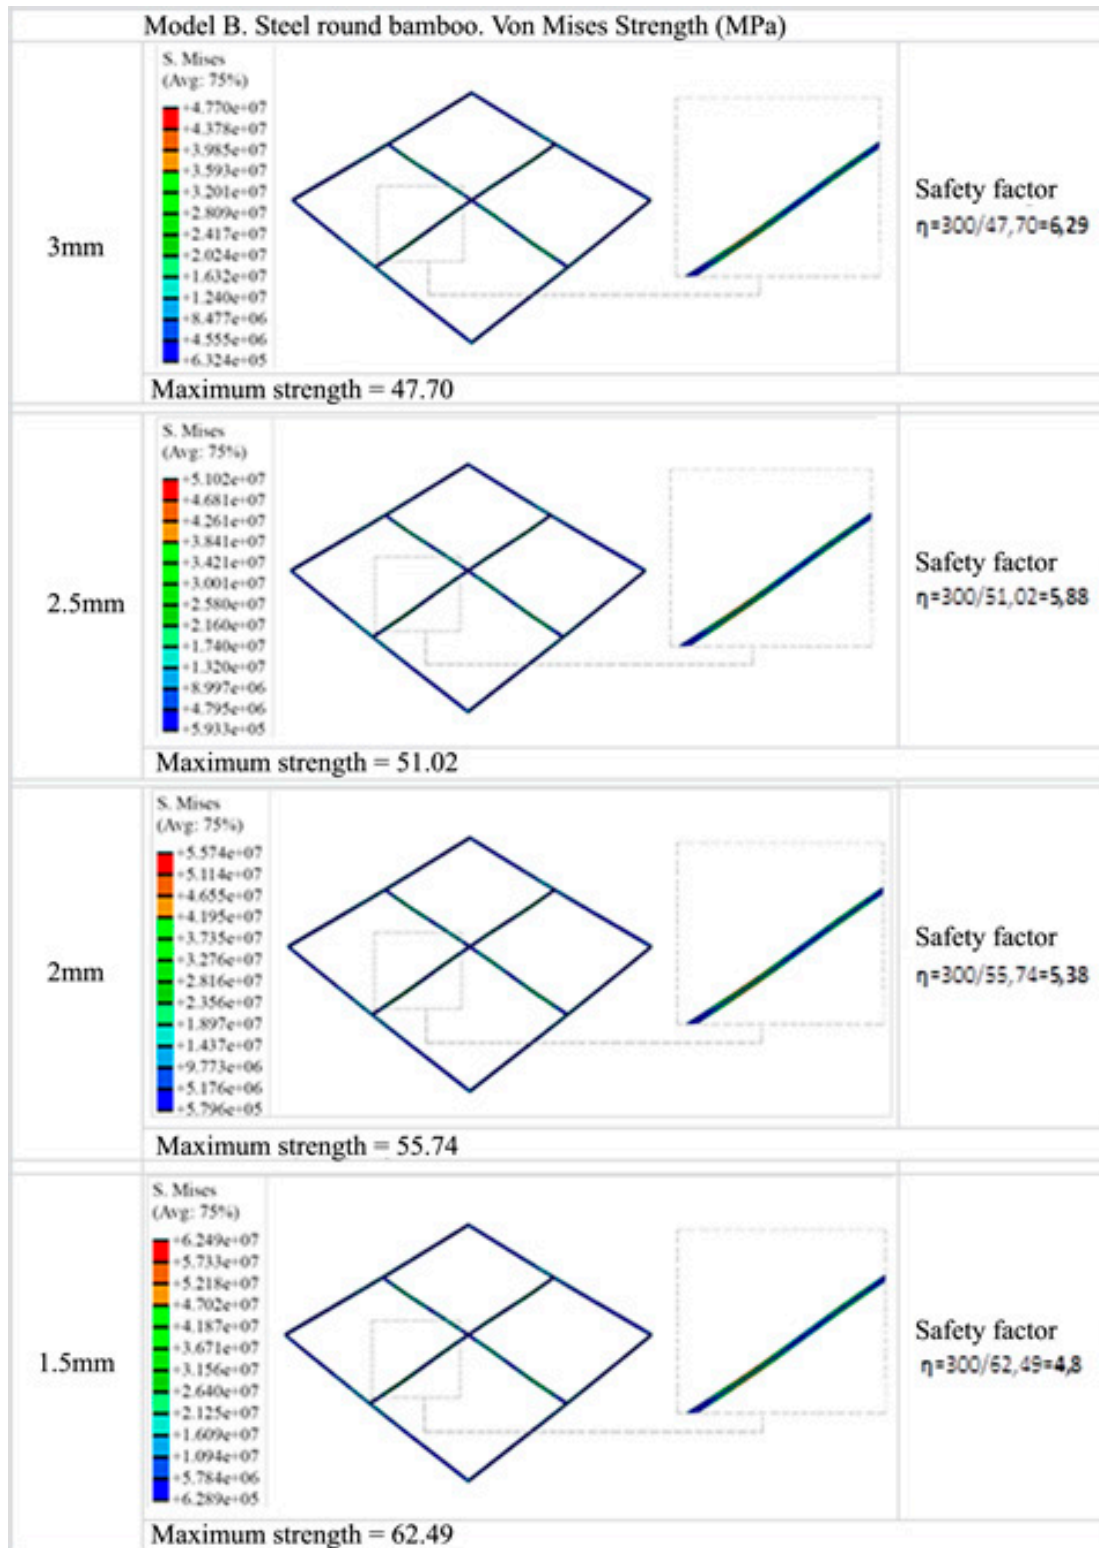 Model B. Steel round bamboo. Von Mises Strength (MPa)
3mm
S. Mises
(Avg: 75%)
+4.770e+07
+4.378e+07
+3.985e+07
+3.593e+07
+3.201e+07
+2.809e+07
+2.417e+07
+2.024e+07
+1.632e+07
+1.240e+07
+8.477e+06
+4.555e+06
+6.324e+05
Safety factor
η=300/47,70=6,29
Maximum strength = 47.70
2.5mm
S. Mises
(Avg: 75%)
+5.102e+07
+4.681e+07
+4.261e+07
+3.841e+07
+3.421e+07
+3.001e+07
+2.580e+07
+2.160e+07
+1.740e+07
+1.320e+07
+8.997e+06
+4.795e+06
+5.933e+05
Safety factor
η=300/51,02=5,88
Maximum strength = 51.02
2mm
S. Mises
(Avg: 75%)
+5.574e+07
+5.114e+07
+4.655e+07
+4.195e+07
+3.735e+07
+3.276e+07
+2.816e+07
+2.356e+07
+1.897e+07
+1.437e+07
+9.773e+06
+5.176e+06
+5.796e+05
Safety factor
η=300/55,74=5,38
Maximum strength = 55.74
1.5mm
S. Mises
(Avg: 75%)
+6.249e+07
+5.733e+07
+5.218e+07
+4.702e+07
+4.187e+07
+3.671e+07
+3.156e+07
+2.640e+07
+2.125e+07
+1.609e+07
+1.094e+07
+5.784e+06
+6.289e+05
Safety factor
η=300/62,49=4,8
Maximum strength = 62.49